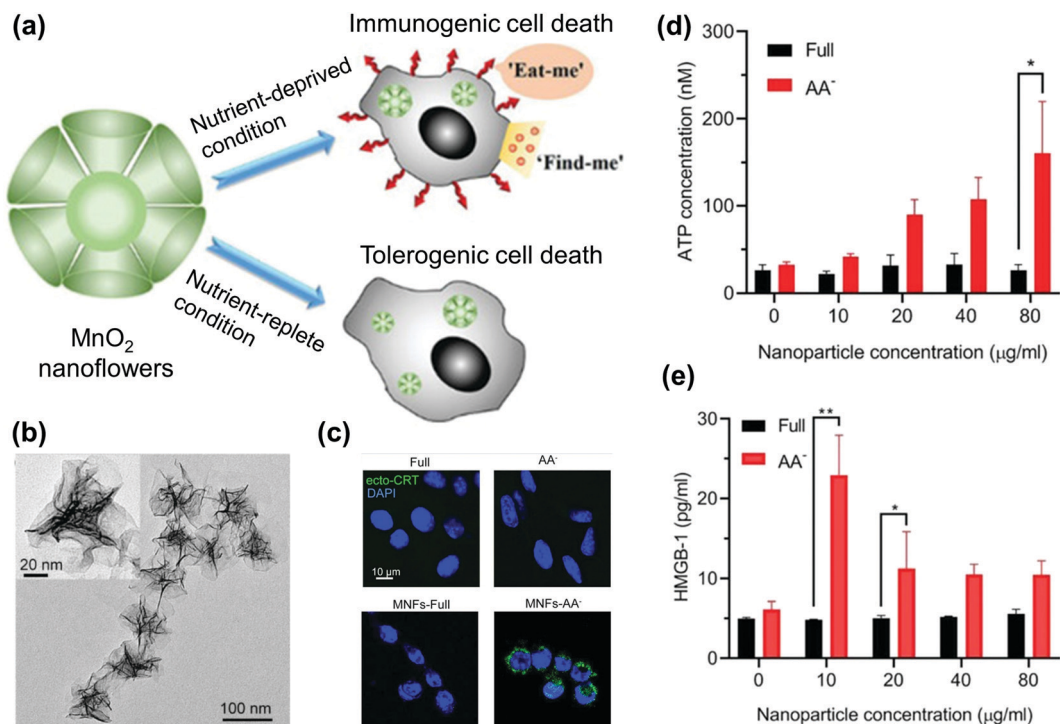 (a)
Immunogenic cell death
Nutrient-deprived
condition
'Eat-me'
'Find-me'
Nutrient-replete
condition
Tolerogenic cell death
MnO₂
nanoflowers
(b)
20 nm
100 nm
(c)
Full
AA⁻
ecto-CRT
DAPI
10 µm
MNFs-Full
MNFs-AA⁻
(d)
ATP concentration (nM)
300
200
100
0
Full
AA⁻
*
0 10 20 40 80
Nanoparticle concentration (µg/ml)
(e)
HMGB-1 (pg/ml)
30
20
10
0
Full
AA⁻
**
*
0 10 20 40 80
Nanoparticle concentration (µg/ml)